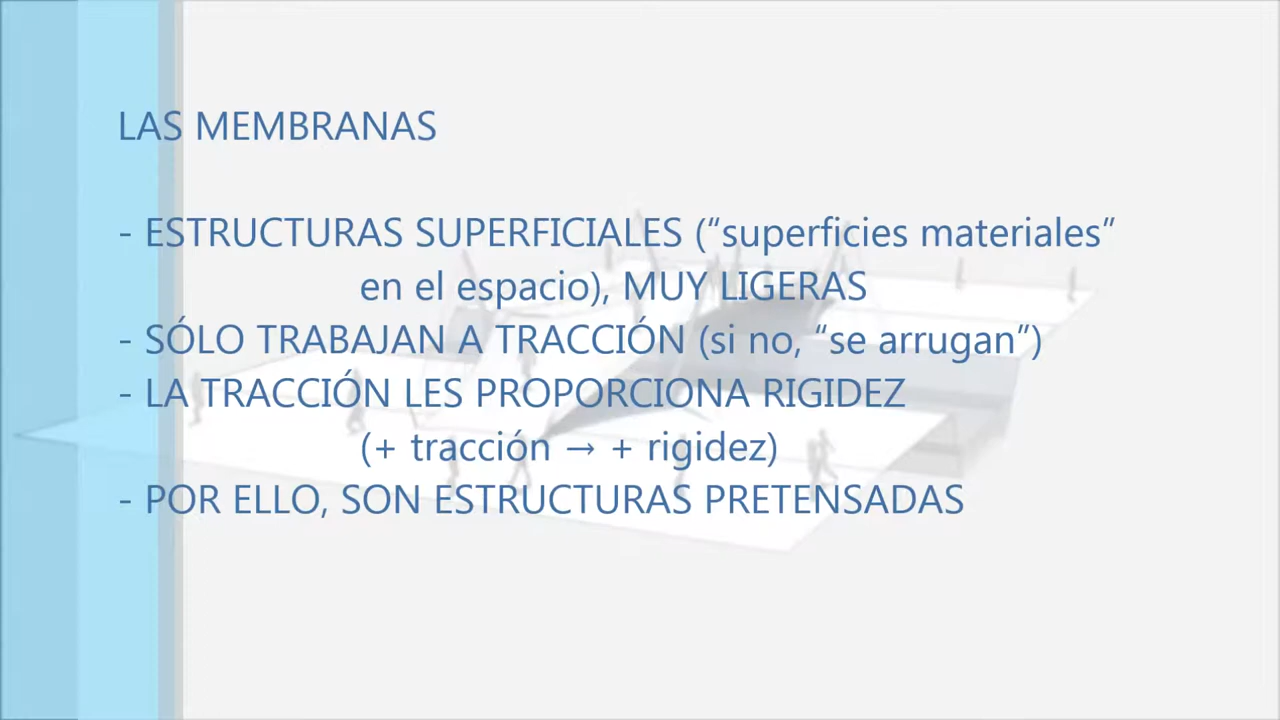 LAS MEMBRANAS
- ESTRUCTURAS SUPERFICIALES (“superficies materiales”
en el espacio), MUY LIGERAS
- SÓLO TRABAJAN A TRACCIÓN (si no, “se arrugan”)
- LA TRACCIÓN LES PROPORCIONA RIGIDEZ
(+ tracción → + rigidez)
- POR ELLO, SON ESTRUCTURAS PRETENSADAS